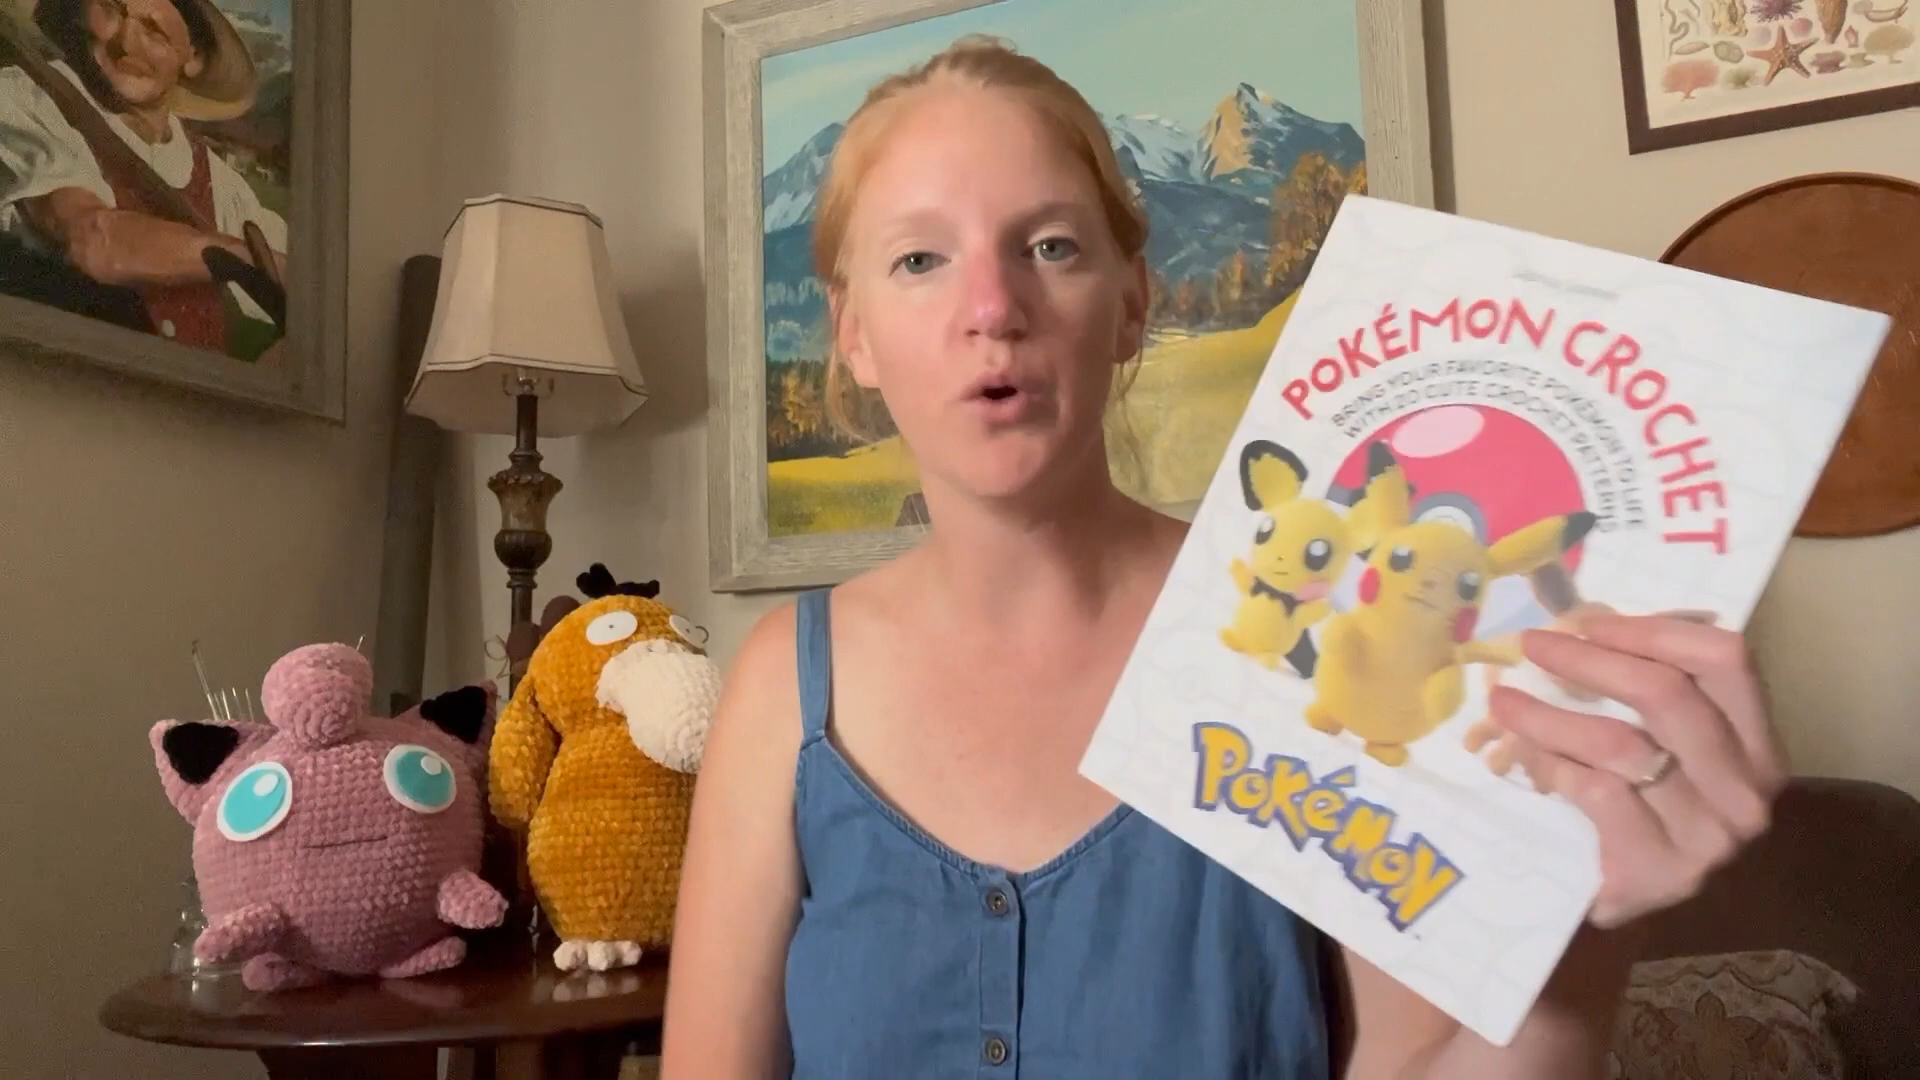 POKÉMON CROCHET
BRING YOUR FAVORITE POKÉMON TO LIFE
WITH 20 CUTE CROCHET PATTERNS
POKÉMON